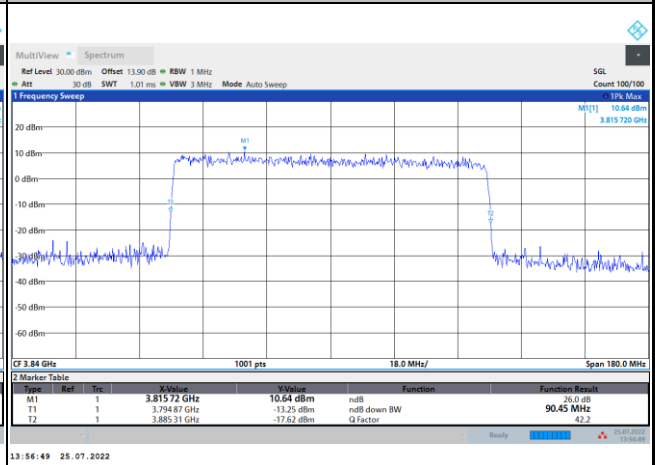 MultiView Spectrum
Ref Level 30.00 dBm Offset 13.90 dB RBW 1 MHz SGL
Att 30 dB SWT 1.01 ms VBW 3 MHz Mode Auto Sweep Count 100/100
1 Frequency Sweep 1Pk Max
M1[1] 10.64 dBm
3.815 720 GHz
20 dBm
M1
10 dBm
0 dBm
T1
-10 dBm
T2
-20 dBm
-30 dBm
-40 dBm
-50 dBm
-60 dBm
CF 3.84 GHz 1001 pts 18.0 MHz/ Span 180.0 MHz
2 Marker Table
Type Ref Trc X-Value Y-Value Function Function Result
M1 1 3.815 72 GHz 10.64 dBm ndB 26.0 dB
T1 1 3.794 87 GHz -13.25 dBm ndB down BW 90.45 MHz
T2 1 3.885 31 GHz -17.62 dBm Q Factor 42.2
Ready 25.07.2022
13:56:49
13:56:49 25.07.2022